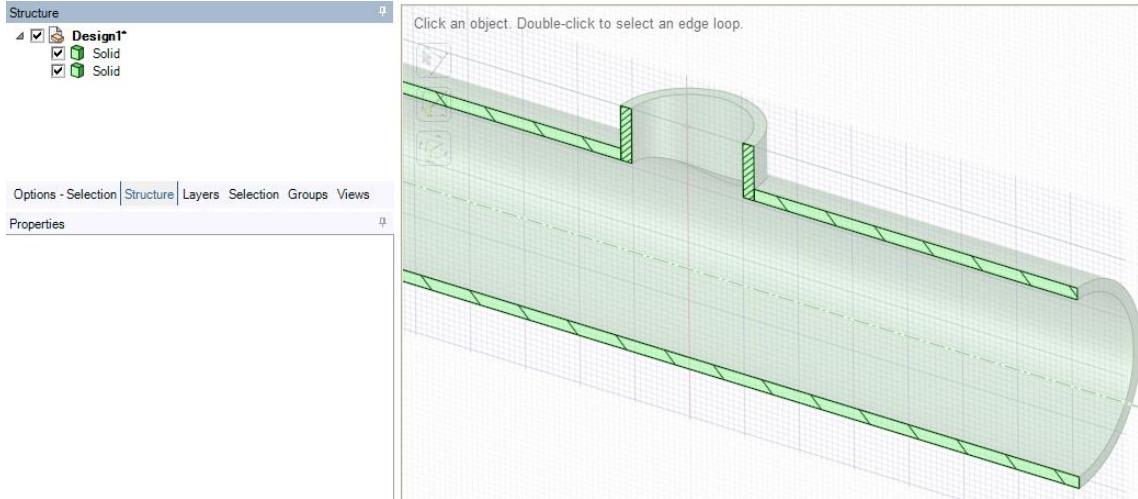 Structure
Design1*
Solid
Solid
Options - Selection Structure Layers Selection Groups Views
Properties
Click an object. Double-click to select an edge loop.